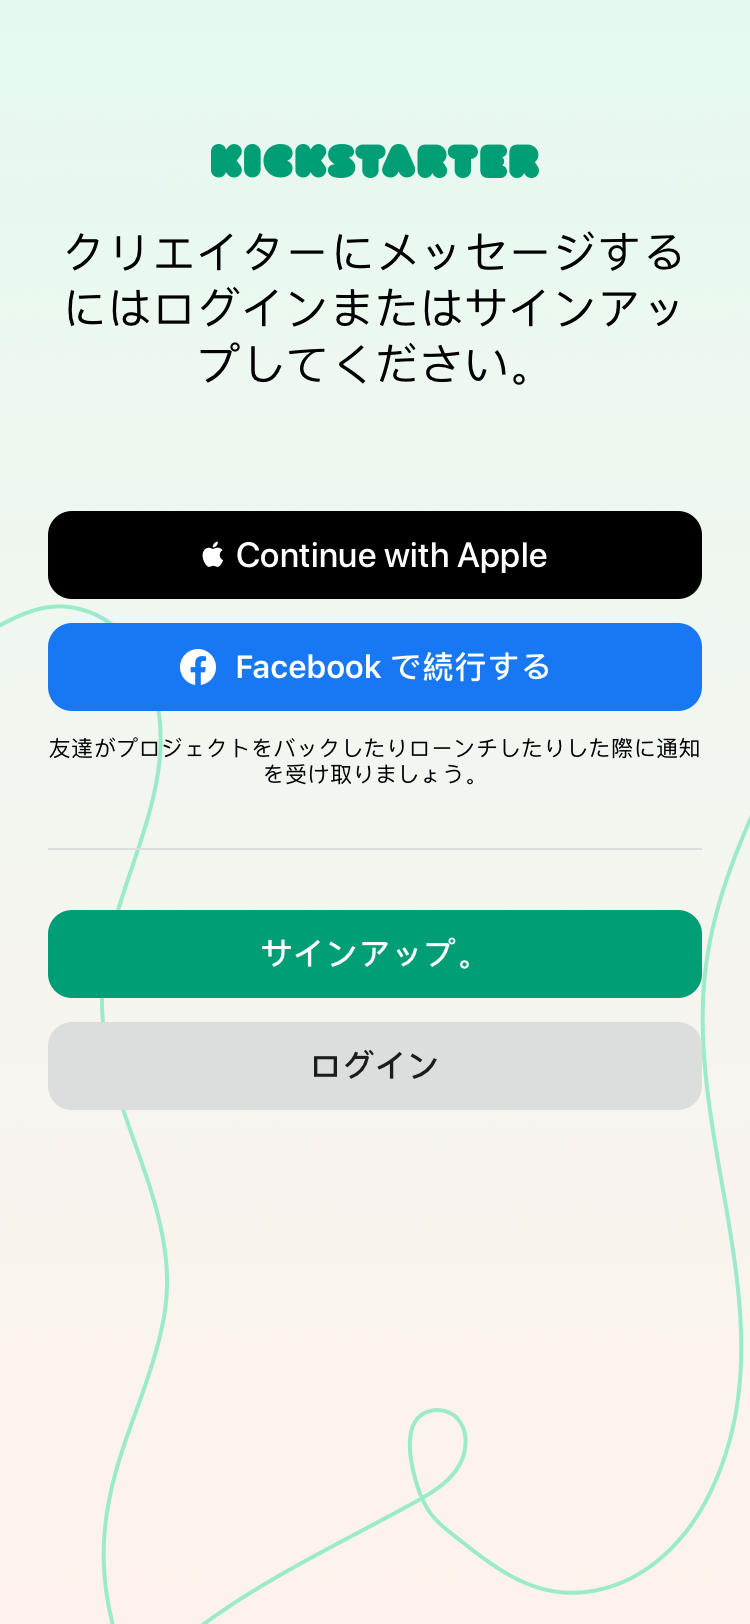 KICKSTARTER
クリエイターにメッセージする
にはログインまたはサインアッ
プしてください。
Continue with Apple
Facebook で続行する
友達がプロジェクトをバックしたりローンチしたりした際に通知
を受け取りましょう。
サインアップ。
ログイン